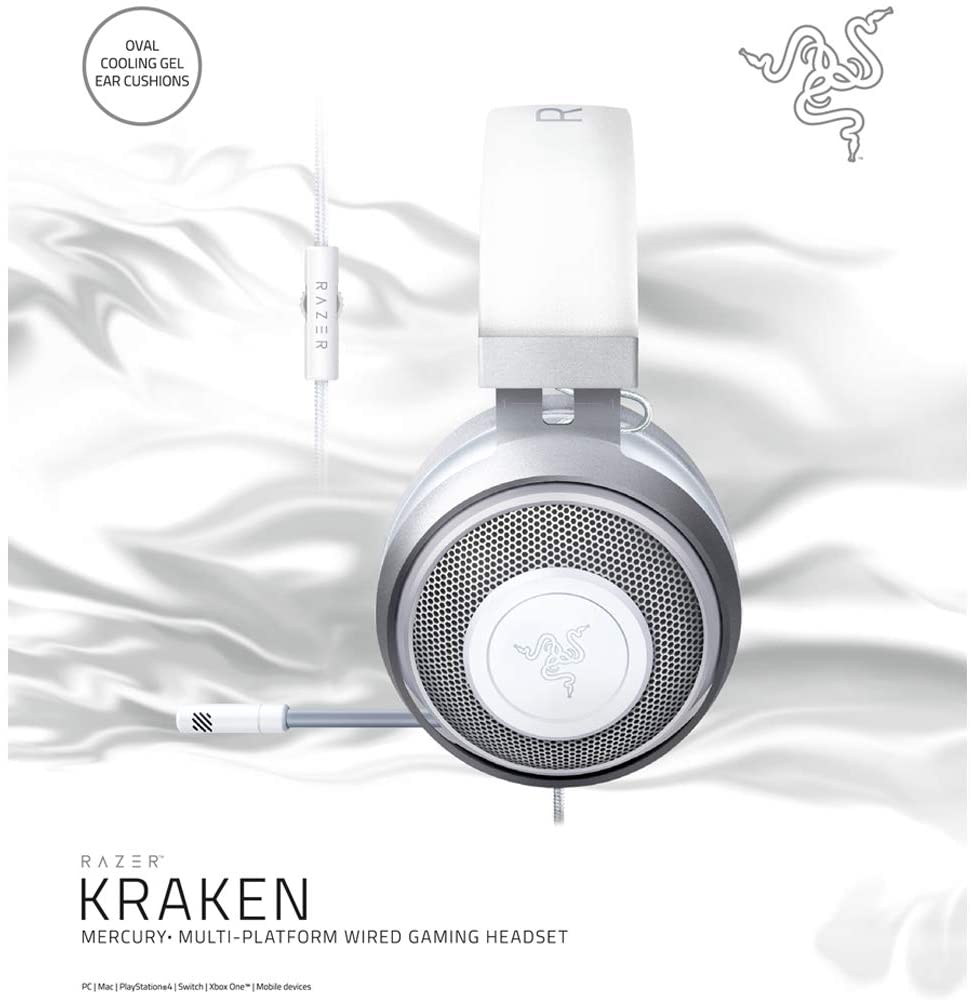 OVAL
COOLING GEL
EAR CUSHIONS
R
RAZER
RAZER™
KRAKEN
MERCURY• MULTI-PLATFORM WIRED GAMING HEADSET
PC | Mac | PlayStation®4 | Switch | Xbox One™ | Mobile devices